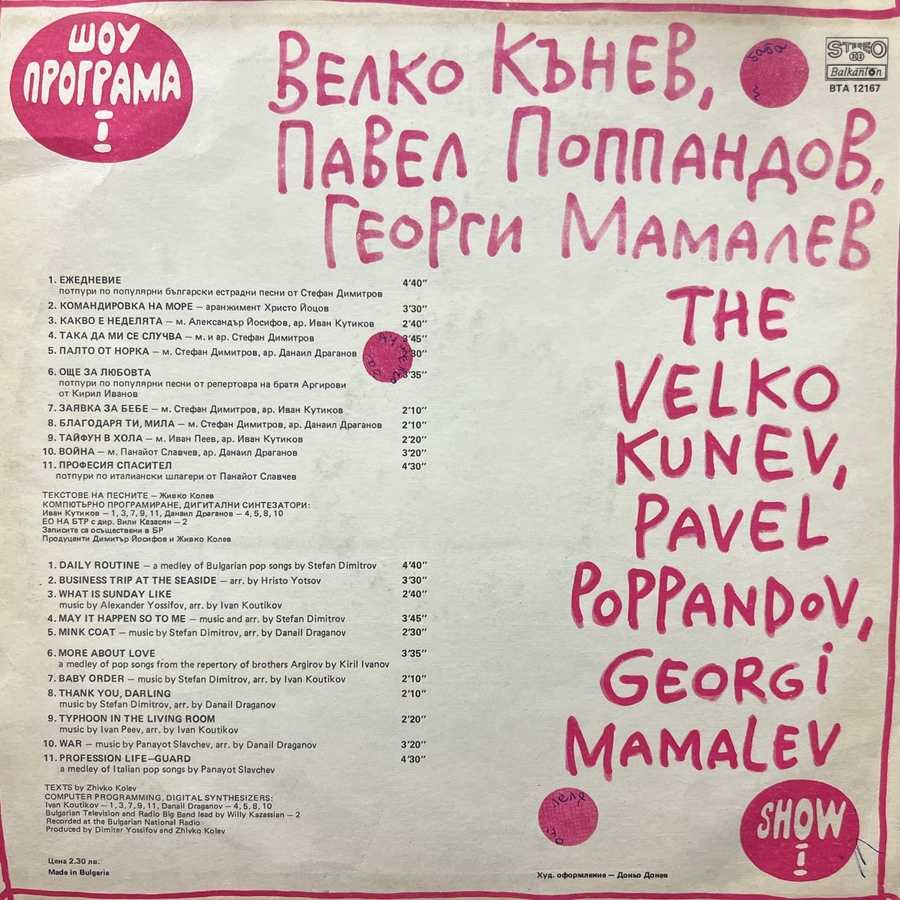 ШОУ
ПРОГРАМА
1
ВЕЛКО КЪНЕВ,
ПАВЕЛ ПОППАНДОВ,
ГЕОРГИ МАМАЛЕВ
баба
STEREO
Balkanton
ВТА 12167
1. ЕЖЕДНЕВИЕ 4'40"
потпури по популярни български естрадни песни от Стефан Димитров
2. КОМАНДИРОВКА НА МОРЕ — аранжимент Христо Йоцов 3'30"
3. КАКВО Е НЕДЕЛЯТА — м. Александър Йосифов, ар. Иван Кутиков 2'40"
4. ТАКА ДА МИ СЕ СЛУЧВА — м. и ар. Стефан Димитров 3'45"
5. ПАЛТО ОТ НОРКА — м. Стефан Димитров, ар. Данаил Драганов 30"
6. ОЩЕ ЗА ЛЮБОВТА 3'35"
потпури по популярни песни от репертоара на братя Аргирови
от Кирил Иванов
7. ЗАЯВКА ЗА БЕБЕ — м. Стефан Димитров, ар. Иван Кутиков 2'10"
8. БЛАГОДАРЯ ТИ, МИЛА — м. Стефан Димитров, ар. Данаил Драганов 2'10"
9. ТАЙФУН В ХОЛА — м. Иван Пеев, ар. Иван Кутиков 2'20"
10. ВОЙНА — м. Панайот Славчев, ар. Данаил Драганов 3'20"
11. ПРОФЕСИЯ СПАСИТЕЛ 4'30"
потпури по италиански шлагери от Панайот Славчев
ТЕКСТОВЕ НА ПЕСНИТЕ — Живко Колев
КОМПЮТЪРНО ПРОГРАМИРАНЕ, ДИГИТАЛНИ СИНТЕЗАТОРИ:
Иван Кутиков — 1, 3, 7, 9, 11, Данаил Драганов — 4, 5, 8, 10
ЕО НА БТР с дир. Вили Казасян — 2
Записите са осъществени в БР
Продуценти Димитър Йосифов и Живко Колев
1. DAILY ROUTINE — a medley of Bulgarian pop songs by Stefan Dimitrov 4'40"
2. BUSINESS TRIP AT THE SEASIDE — arr. by Hristo Yotsov 3'30"
3. WHAT IS SUNDAY LIKE 2'40"
music by Alexander Yossifov, arr. by Ivan Koutikov
4. MAY IT HAPPEN SO TO ME — music and arr. by Stefan Dimitrov 3'45"
5. MINK COAT — music by Stefan Dimitrov, arr. by Danail Draganov 2'30"
6. MORE ABOUT LOVE 3'35"
a medley of pop songs from the repertory of brothers Argirov by Kiril Ivanov
7. BABY ORDER — music by Stefan Dimitrov, arr. by Ivan Koutikov 2'10"
8. THANK YOU, DARLING 2'10"
music by Stefan Dimitrov, arr. by Danail Draganov
9. TYPHOON IN THE LIVING ROOM 2'20"
music by Ivan Peev, arr. by Ivan Koutikov
10. WAR — music by Panayot Slavchev, arr. by Danail Draganov 3'20"
11. PROFESSION LIFE—GUARD 4'30"
a medley of Italian pop songs by Panayot Slavchev
TEXTS by Zhivko Kolev
COMPUTER PROGRAMMING, DIGITAL SYNTHESIZERS:
Ivan Koutikov — 1, 3, 7, 9, 11, Danail Draganov — 4, 5, 8, 10
Bulgarian Television and Radio Big Band lead by Willy Kazassian — 2
Recorded at the Bulgarian National Radio
Produced by Dimiter Yossifov and Zhivko Kolev
Цена 2.30 лв.
Made in Bulgaria
THE
VELKO
KUNEV,
PAVEL
POPPANDOV,
GEORGI
MAMALEV
леля
SHOW
1
Худ. оформление — Доньо Донев